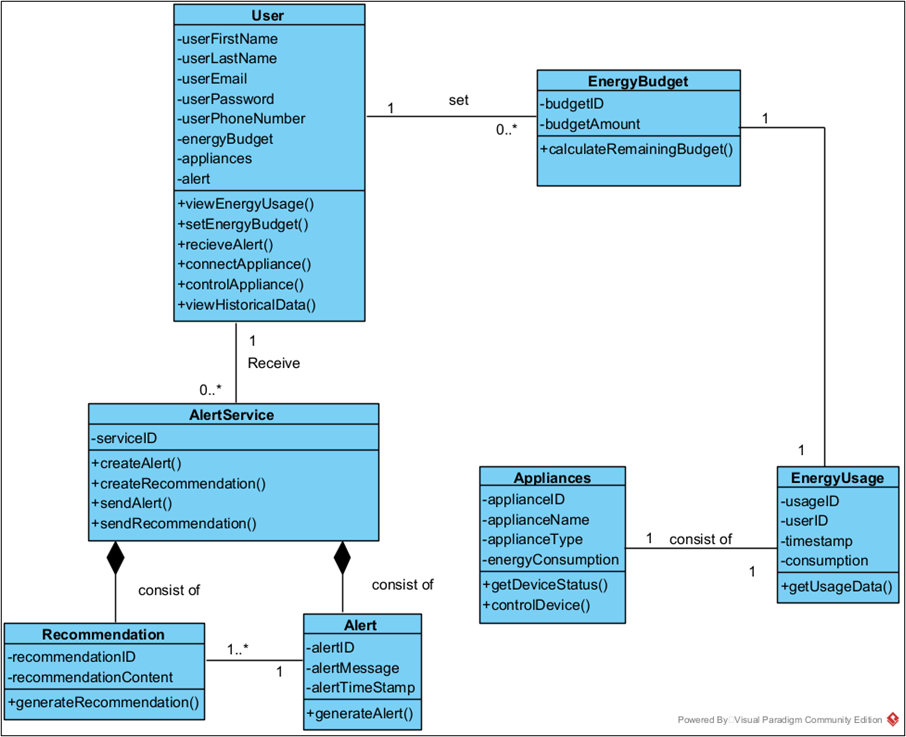 User
-userFirstName
-userLastName
-userEmail
-userPassword
-userPhoneNumber
-energyBudget
-appliances
-alert
+viewEnergyUsage()
+setEnergyBudget()
+recieveAlert()
+connectAppliance()
+controlAppliance()
+viewHistoricalData()
1
set
0..*
EnergyBudget
-budgetID
-budgetAmount
+calculateRemainingBudget()
1
1
1
Receive
0..*
AlertService
-serviceID
+createAlert()
+createRecommendation()
+sendAlert()
+sendRecommendation()
Appliances
-applianceID
-applianceName
-applianceType
-energyConsumption
+getDeviceStatus()
+controlDevice()
1
consist of
1
EnergyUsage
-usageID
-userID
-timestamp
-consumption
+getUsageData()
consist of
consist of
Recommendation
-recommendationID
-recommendationContent
+generateRecommendation()
1..*
1
Alert
-alertID
-alertMessage
-alertTimeStamp
+generateAlert()
Powered By Visual Paradigm Community Edition